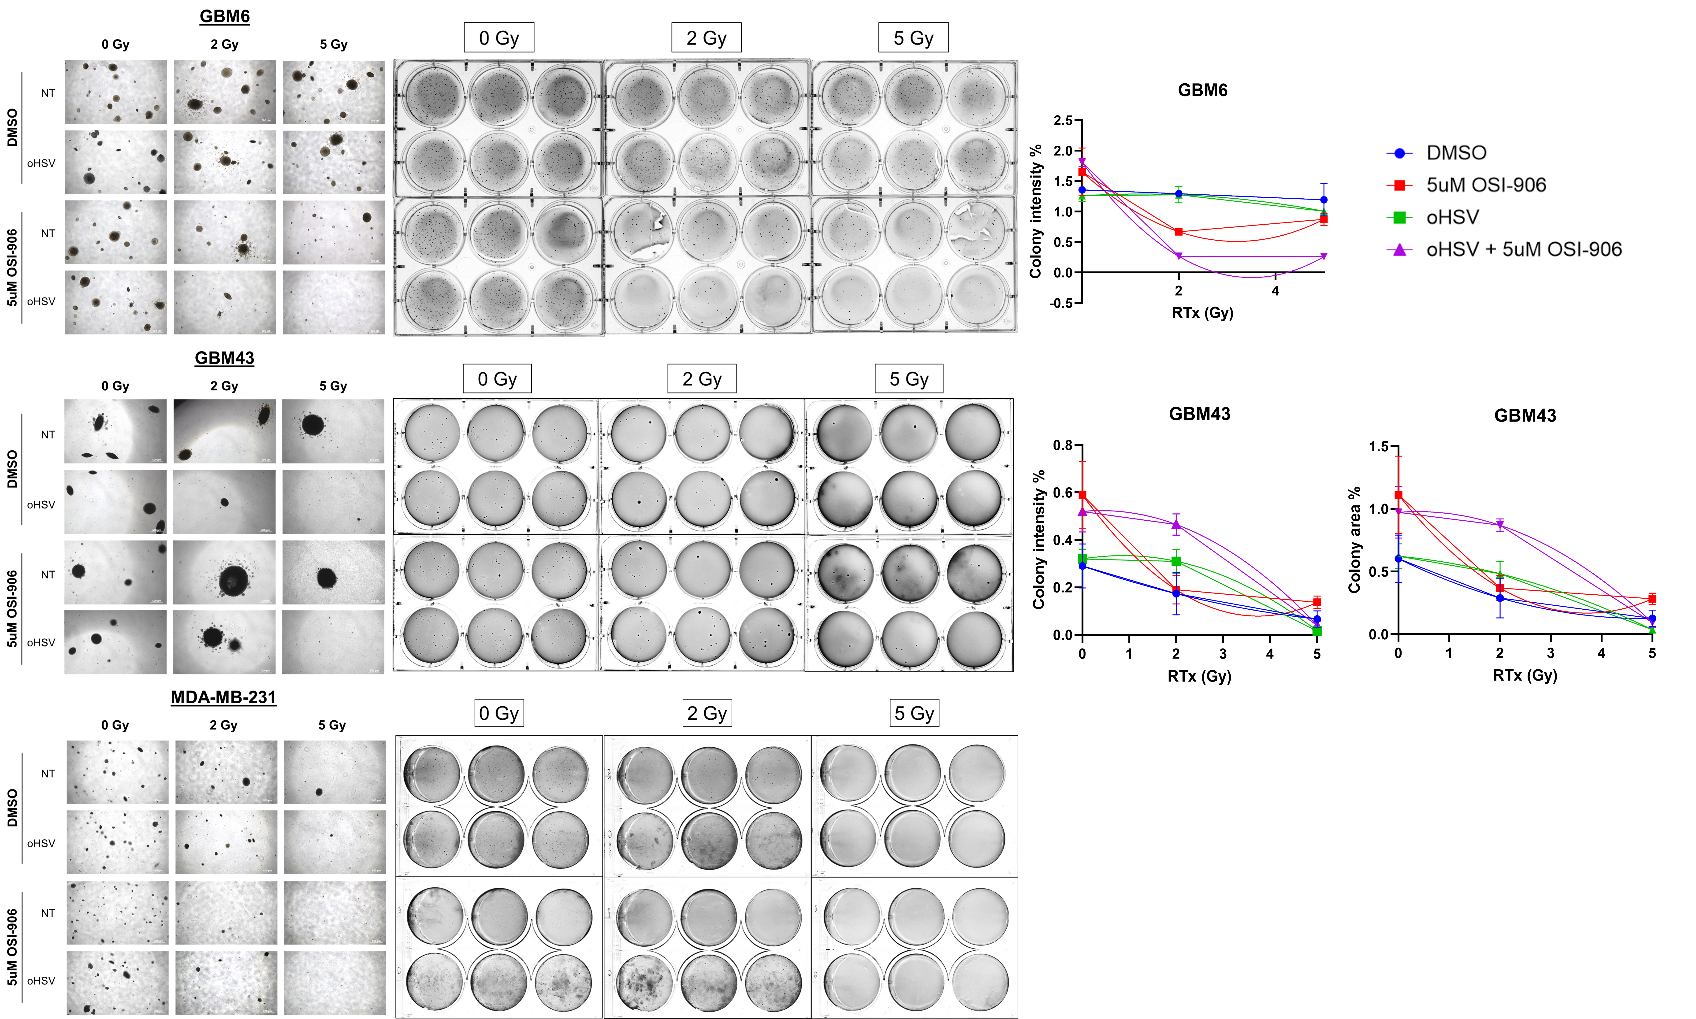 GBM6
0 Gy 2 Gy 5 Gy
DMSO
NT
oHSV
5uM OSI-906
NT
oHSV
0 Gy 2 Gy 5 Gy
GBM6
Colony intensity %
2.5
2.0
1.5
1.0
0.5
0.0
-0.5
2 4
RTx (Gy)
DMSO
5uM OSI-906
oHSV
oHSV + 5uM OSI-906
GBM43
0 Gy 2 Gy 5 Gy
DMSO
NT
oHSV
5uM OSI-906
NT
oHSV
0 Gy 2 Gy 5 Gy
GBM43
Colony intensity %
0.8
0.6
0.4
0.2
0.0
0 1 2 3 4 5
RTx (Gy)
GBM43
Colony area %
1.5
1.0
0.5
0.0
0 1 2 3 4 5
RTx (Gy)
MDA-MB-231
0 Gy 2 Gy 5 Gy
DMSO
NT
oHSV
5uM OSI-906
NT
oHSV
0 Gy 2 Gy 5 Gy